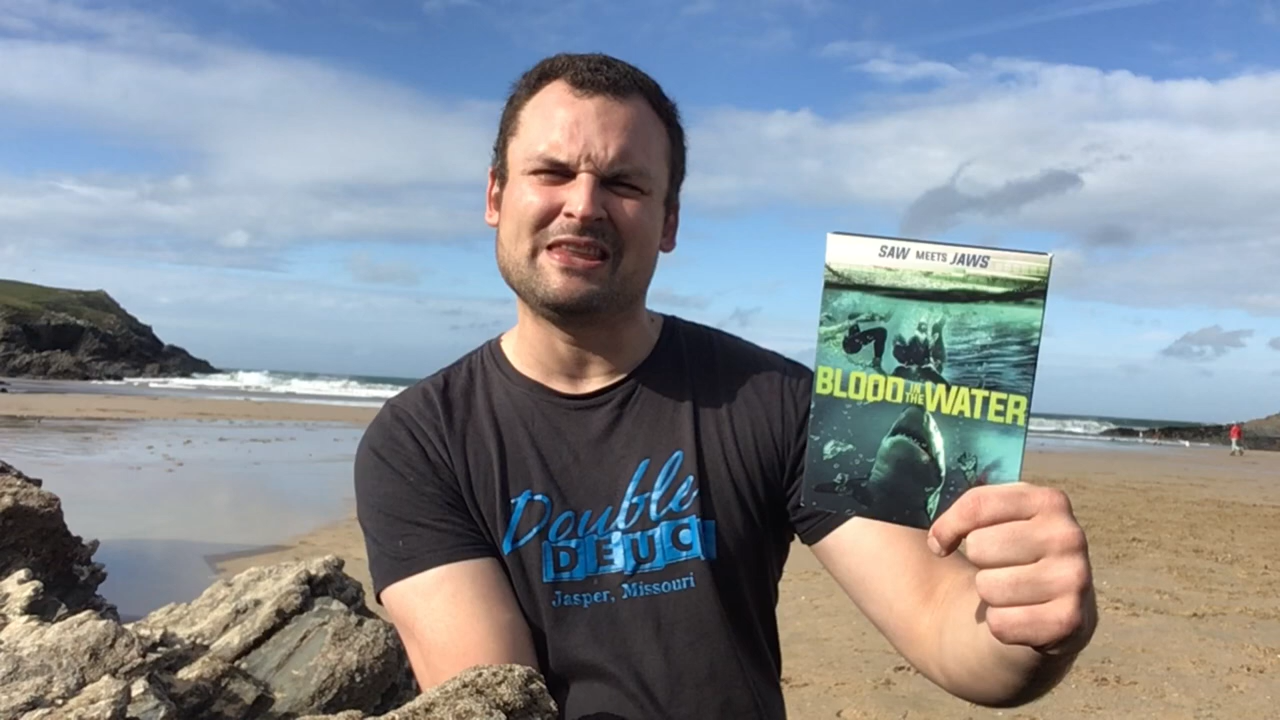 SAW MEETS JAWS
BLOOD IN THE WATER
Double
DEUC
Jasper, Missouri